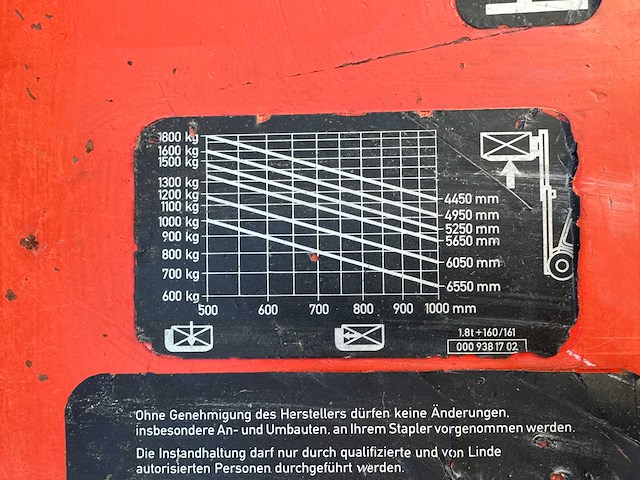 1800 kg
1600 kg
1500 kg
1300 kg
1200 kg
1100 kg
1000 kg
900 kg
800 kg
700 kg
600 kg
500 600 700 800 900 1000 mm
4450 mm
4950 mm
5250 mm
5650 mm
6050 mm
6550 mm
1.8t+160/161
000 938 17 02
Ohne Genehmigung des Herstellers dürfen keine Änderungen,
insbesondere An- und Umbauten, an Ihrem Stapler vorgenommen werden.
Die Instandhaltung darf nur durch qualifizierte und von Linde
autorisierten Personen durchgeführt werden.